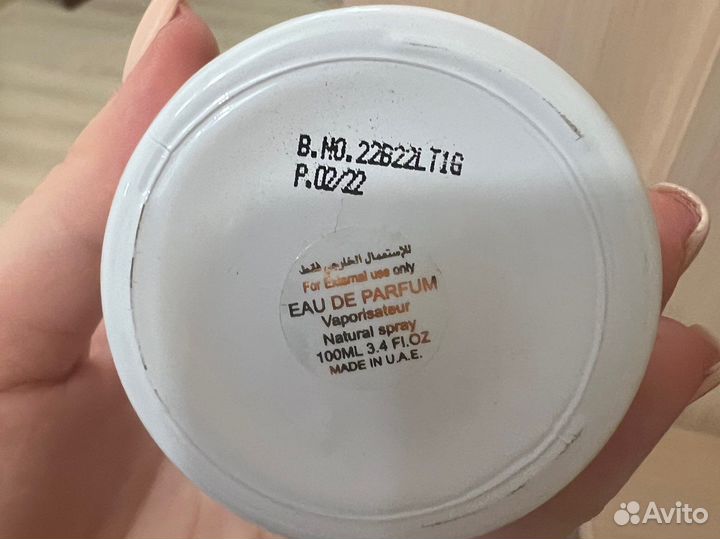 B.NO.22B22LT1G
P.02/22
للإستعمال الخارجي فقط
For External use only
EAU DE PARFUM
Vaporisateur
Natural spray
100ML 3.4 Fl.OZ
MADE IN U.A.E.
Avito